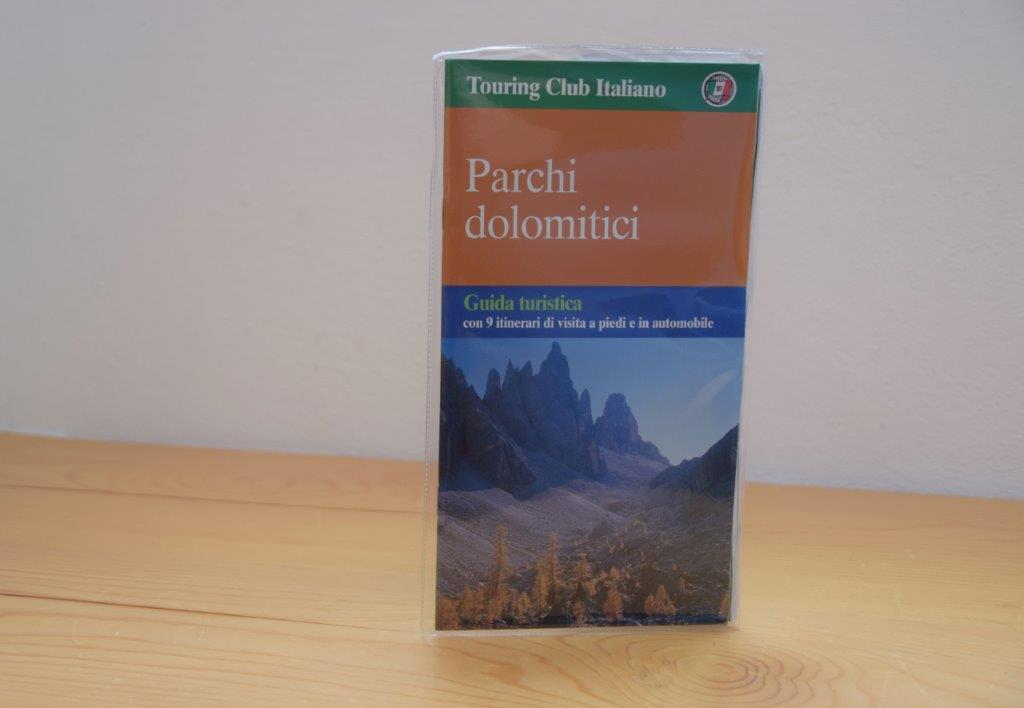 Touring Club Italiano
Parchi
dolomitici
Guida turistica
con 9 itinerari di visita a piedi e in automobile